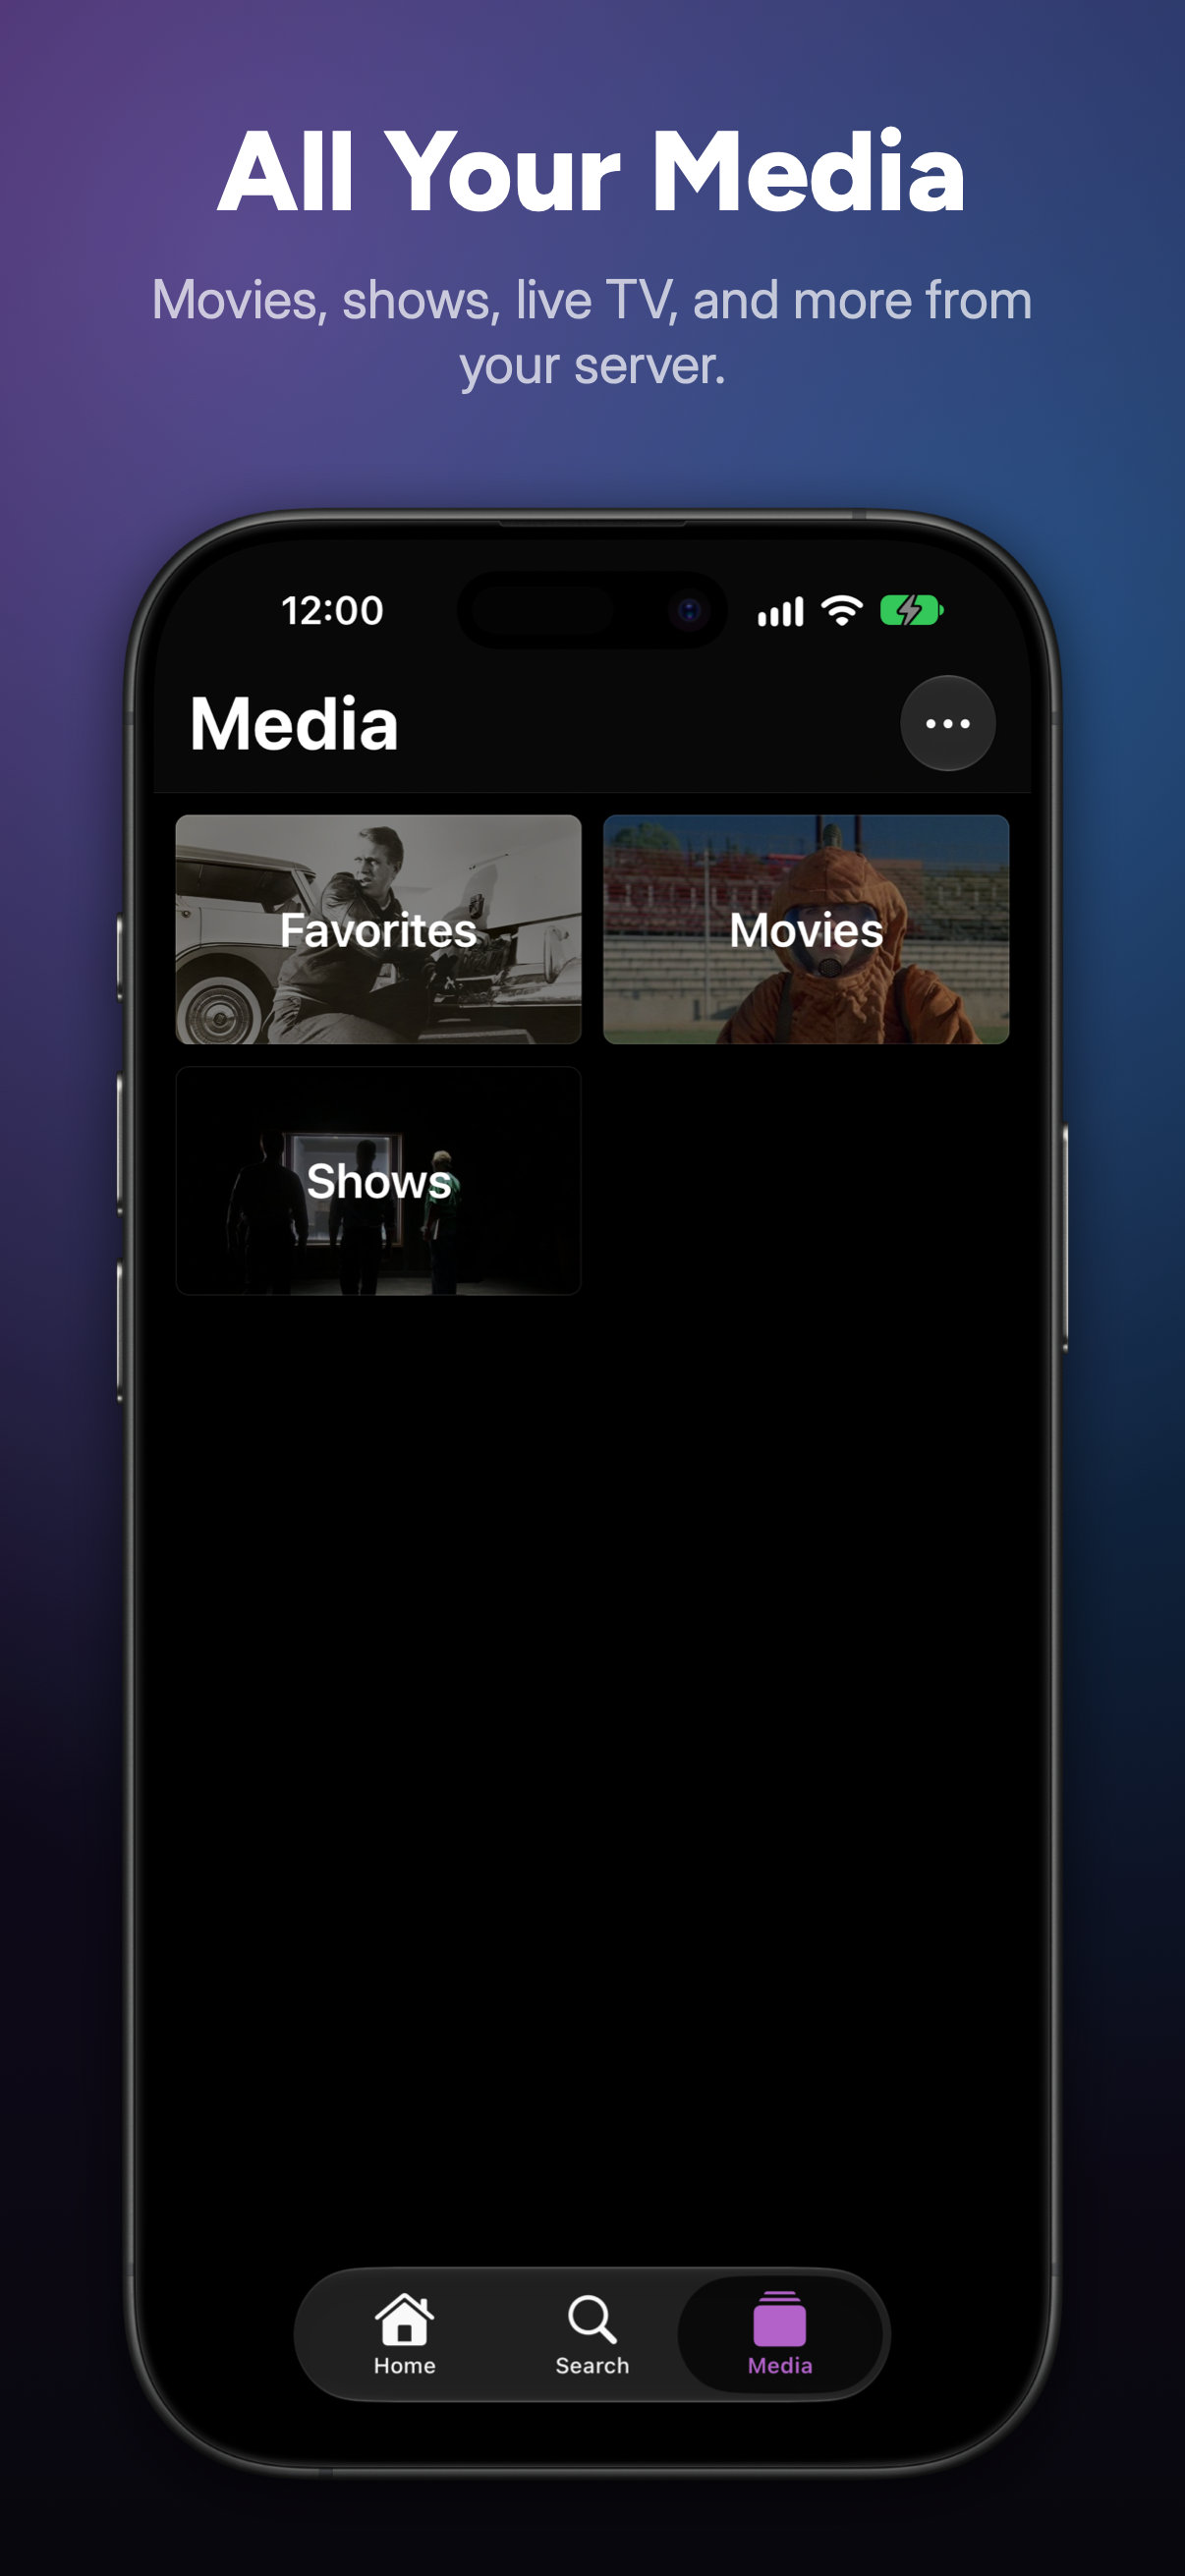 All Your Media
Movies, shows, live TV, and more from
your server.
12:00
Media
Favorites
Movies
Shows
Home
Search
Media